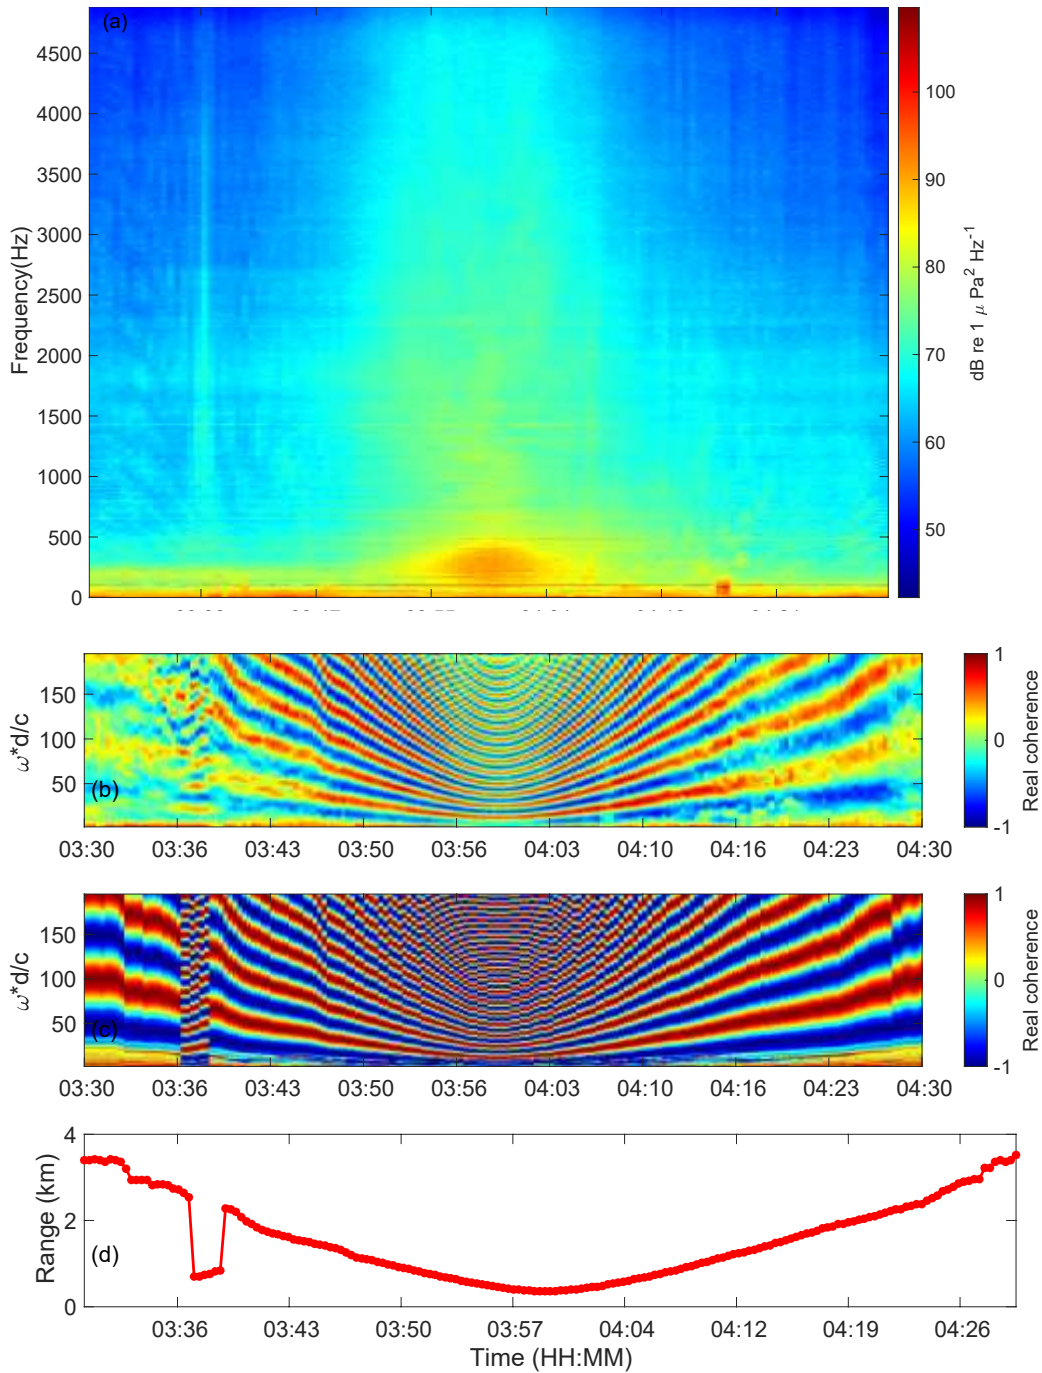 (a)
4500
4000
3500
3000
2500
2000
1500
1000
500
0
Frequency(Hz)
100
90
80
70
60
50
dB re 1 μ Pa² Hz⁻¹
150
100
50
ω*d/c
(b)
03:30 03:36 03:43 03:50 03:56 04:03 04:10 04:16 04:23 04:30
1
0
-1
Real coherence
150
100
50
ω*d/c
(c)
03:30 03:36 03:43 03:50 03:56 04:03 04:10 04:16 04:23 04:30
1
0
-1
Real coherence
4
2
0
Range (km)
(d)
03:36 03:43 03:50 03:57 04:04 04:12 04:19 04:26
Time (HH:MM)